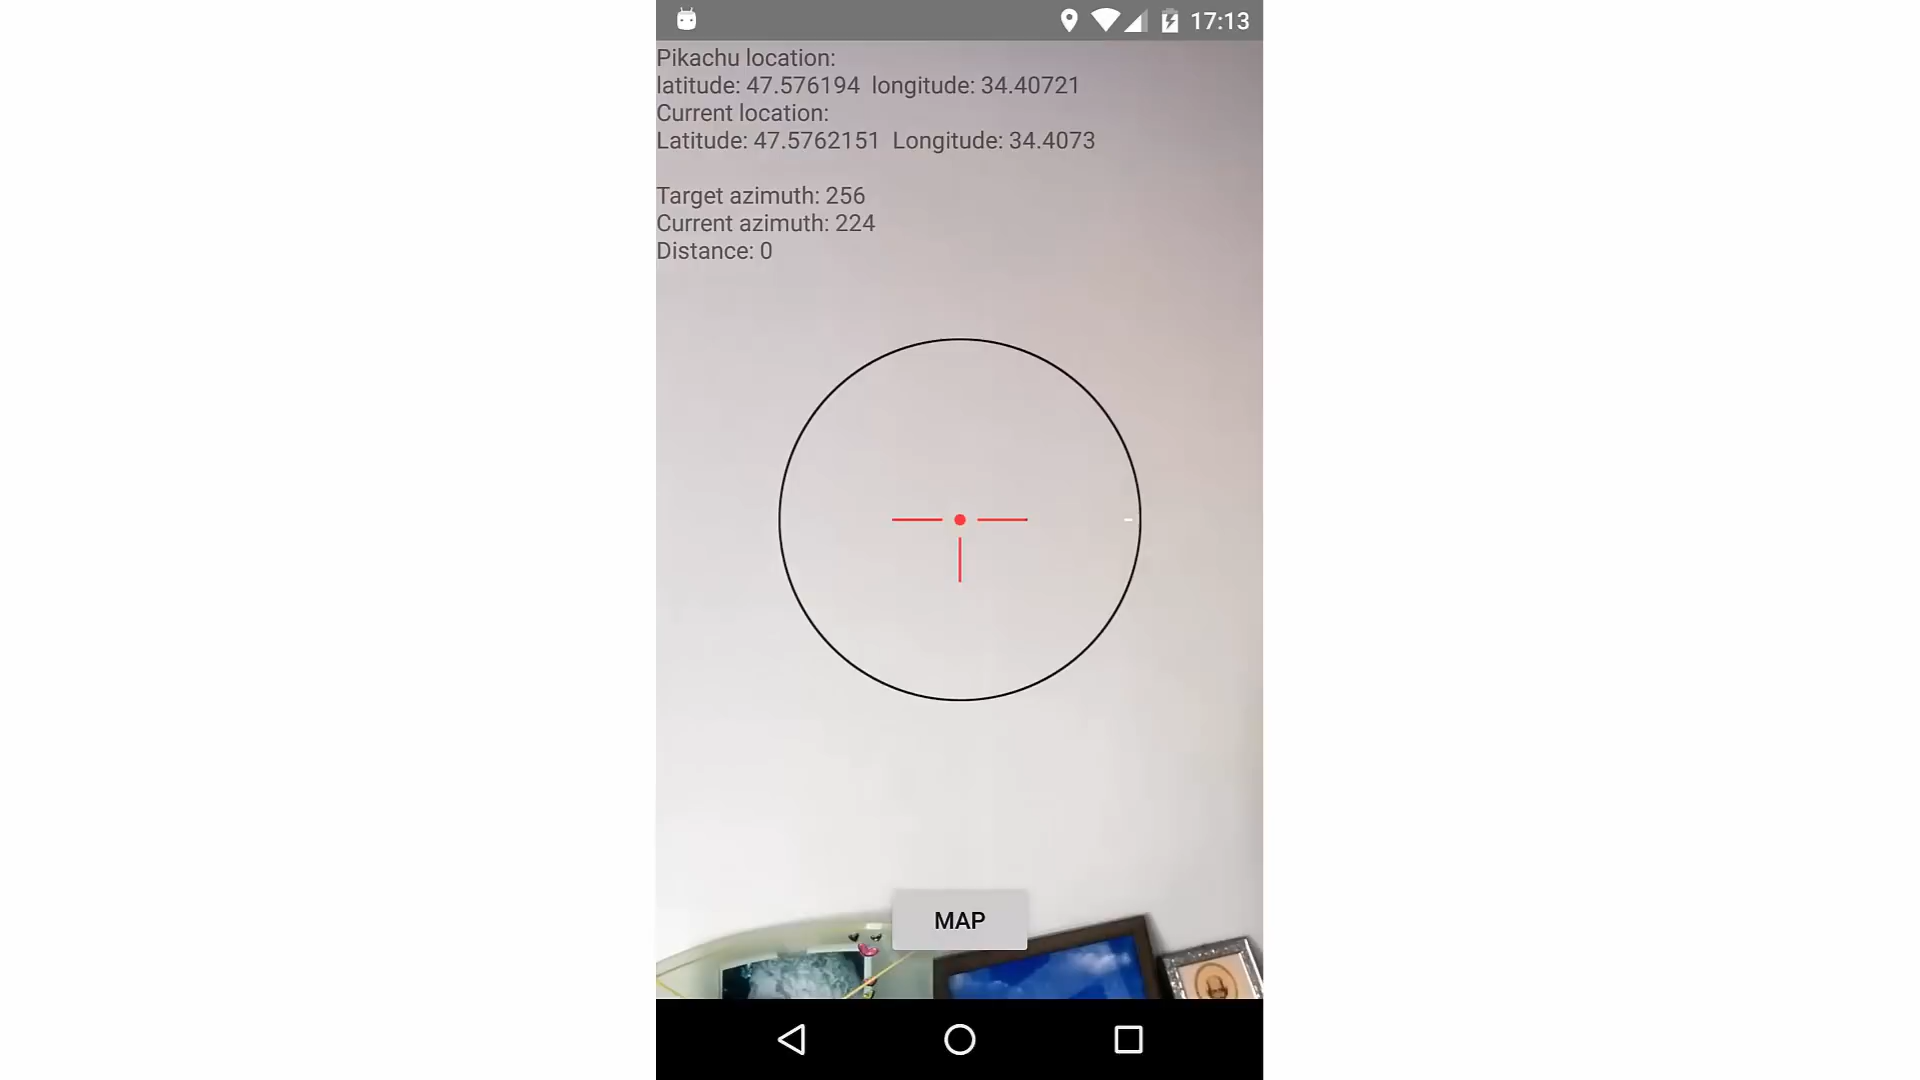 17:13
Pikachu location:
latitude: 47.576194 longitude: 34.40721
Current location:
Latitude: 47.5762151 Longitude: 34.4073
Target azimuth: 256
Current azimuth: 224
Distance: 0
MAP